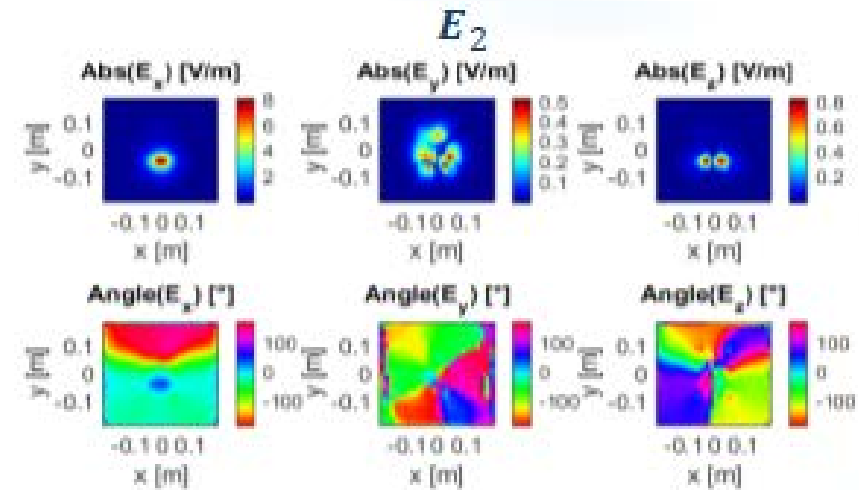 E₂
Abs(Eₓ) [V/m] Abs(E_y) [V/m] Abs(E_z) [V/m]
y [m] 0.1 0 -0.1 8 6 4 2 y [m] 0.1 0 -0.1 0.5 0.4 0.3 0.2 0.1 y [m] 0.1 0 -0.1 0.8 0.6 0.4 0.2
-0.1 0 0.1 -0.1 0 0.1 -0.1 0 0.1
x [m] x [m] x [m]
Angle(Eₓ) [°] Angle(E_y) [°] Angle(E_z) [°]
y [m] 0.1 0 -0.1 100 0 -100 y [m] 0.1 0 -0.1 100 0 -100 y [m] 0.1 0 -0.1 100 0 -100
-0.1 0 0.1 -0.1 0 0.1 -0.1 0 0.1
x [m] x [m] x [m]